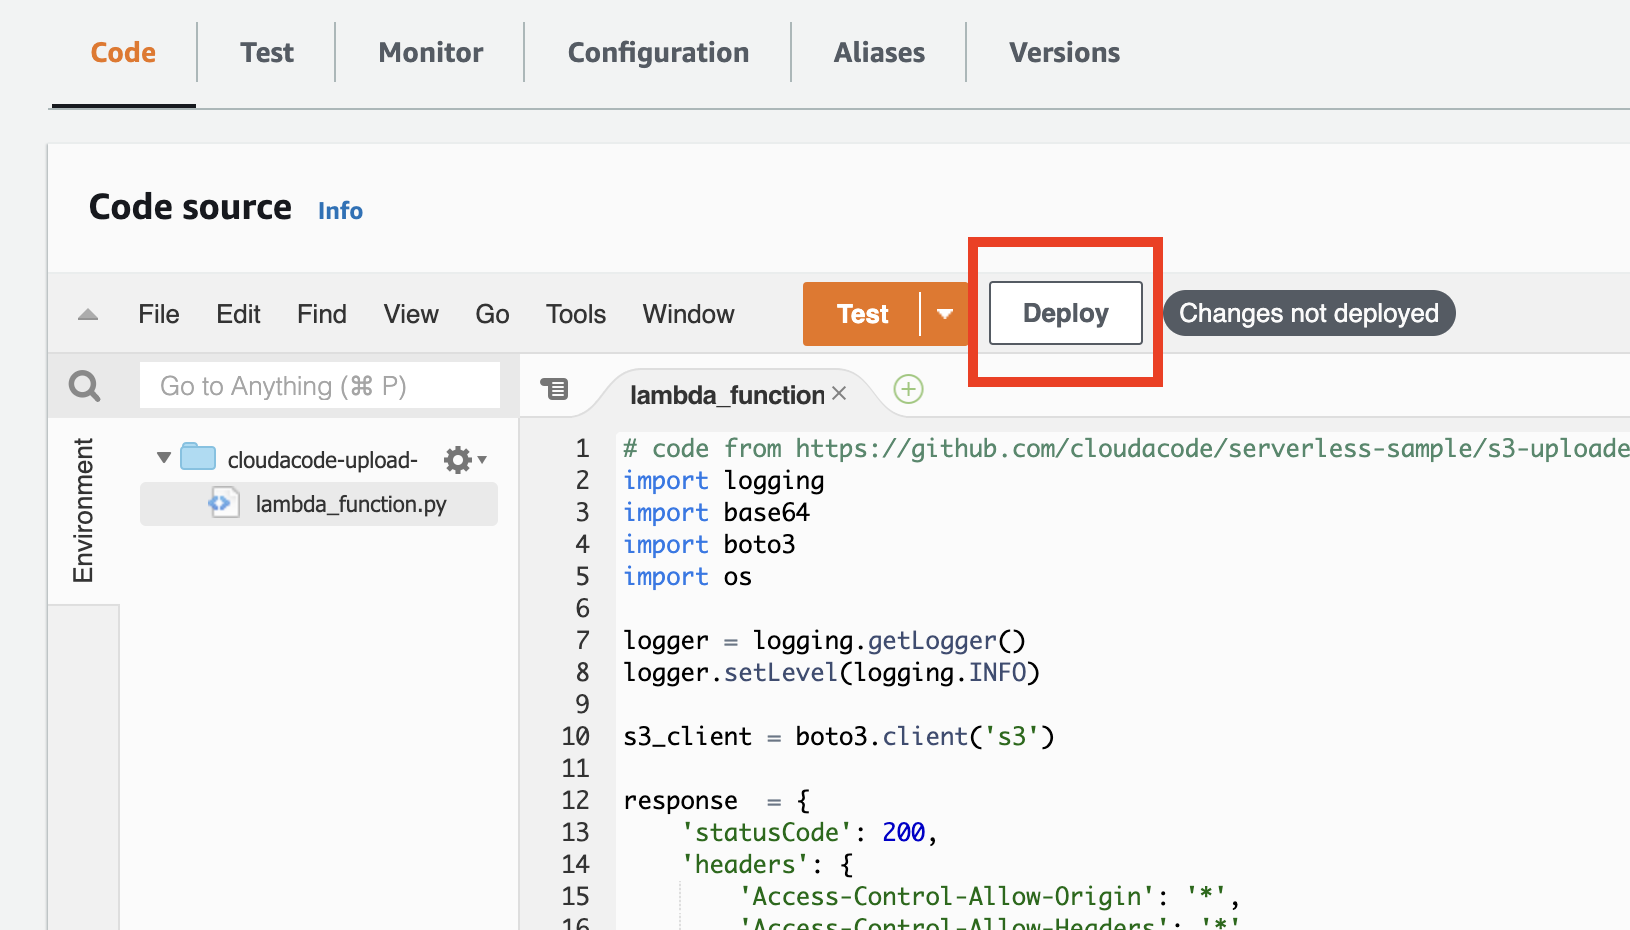 Code Test Monitor Configuration Aliases Versions
Code source Info
File Edit Find View Go Tools Window Test Deploy Changes not deployed
Go to Anything (⌘ P)
lambda_function
Environment
cloudacode-upload-
lambda_function.py
1 # code from https://github.com/cloudacode/serverless-sample/s3-uploade
2 import logging
3 import base64
4 import boto3
5 import os
6
7 logger = logging.getLogger()
8 logger.setLevel(logging.INFO)
9
10 s3_client = boto3.client('s3')
11
12 response  = {
13     'statusCode': 200,
14     'headers': {
15         'Access-Control-Allow-Origin': '*',
16         'Access-Control-Allow-Headers': '*'